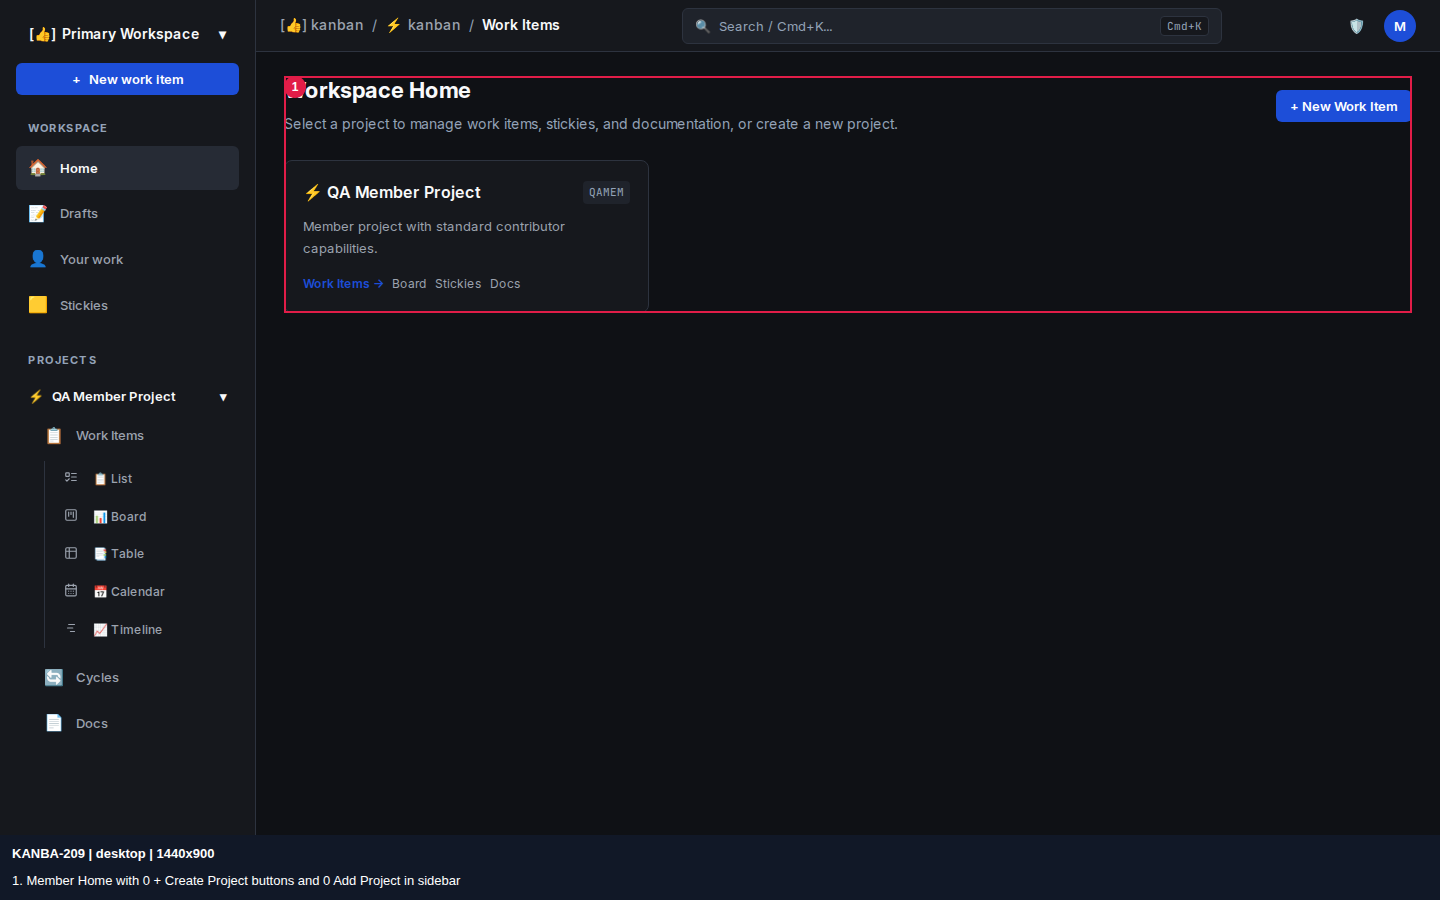 [👍] Primary Workspace ▼
+ New work item
WORKSPACE
🏠 Home
📝 Drafts
👤 Your work
🟨 Stickies
PROJECTS
⚡ QA Member Project ▼
📋 Work Items
📋 List
📊 Board
📑 Table
📅 Calendar
📈 Timeline
🔄 Cycles
📄 Docs
[👍] kanban / ⚡ kanban / Work Items
🔍 Search / Cmd+K... Cmd+K
🛡️ M
1
Workspace Home
+ New Work Item
Select a project to manage work items, stickies, and documentation, or create a new project.
⚡ QA Member Project QAMEM
Member project with standard contributor
capabilities.
Work Items → Board Stickies Docs
KANBA-209 | desktop | 1440x900
1. Member Home with 0 + Create Project buttons and 0 Add Project in sidebar